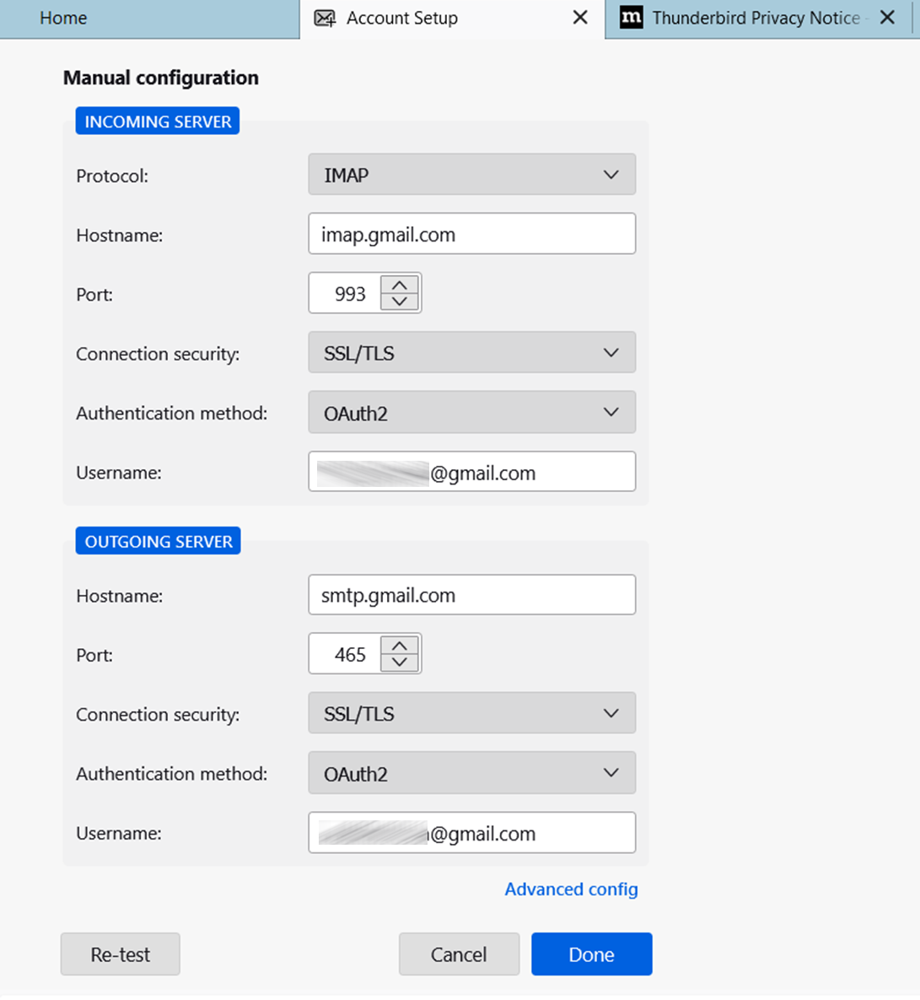 Home
Account Setup
m Thunderbird Privacy Notice
Manual configuration
INCOMING SERVER
Protocol: IMAP
Hostname: imap.gmail.com
Port: 993
Connection security: SSL/TLS
Authentication method: OAuth2
Username: @gmail.com
OUTGOING SERVER
Hostname: smtp.gmail.com
Port: 465
Connection security: SSL/TLS
Authentication method: OAuth2
Username: @gmail.com
Advanced config
Re-test
Cancel
Done